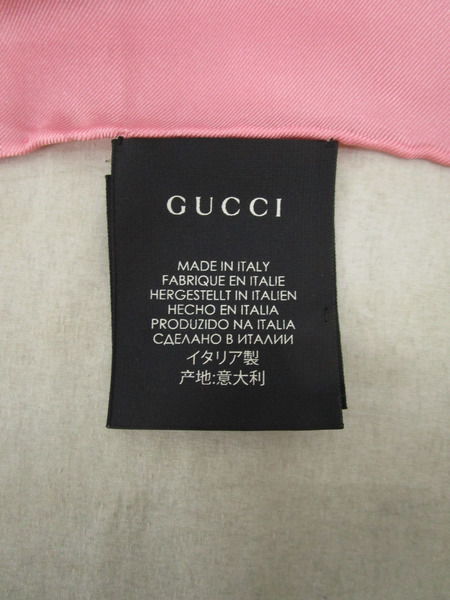 GUCCI
MADE IN ITALY
FABRIQUE EN ITALIE
HERGESTELLT IN ITALIEN
HECHO EN ITALIA
PRODUZIDO NA ITALIA
СДЕЛАНО В ИТАЛИИ
イタリア製
产地:意大利